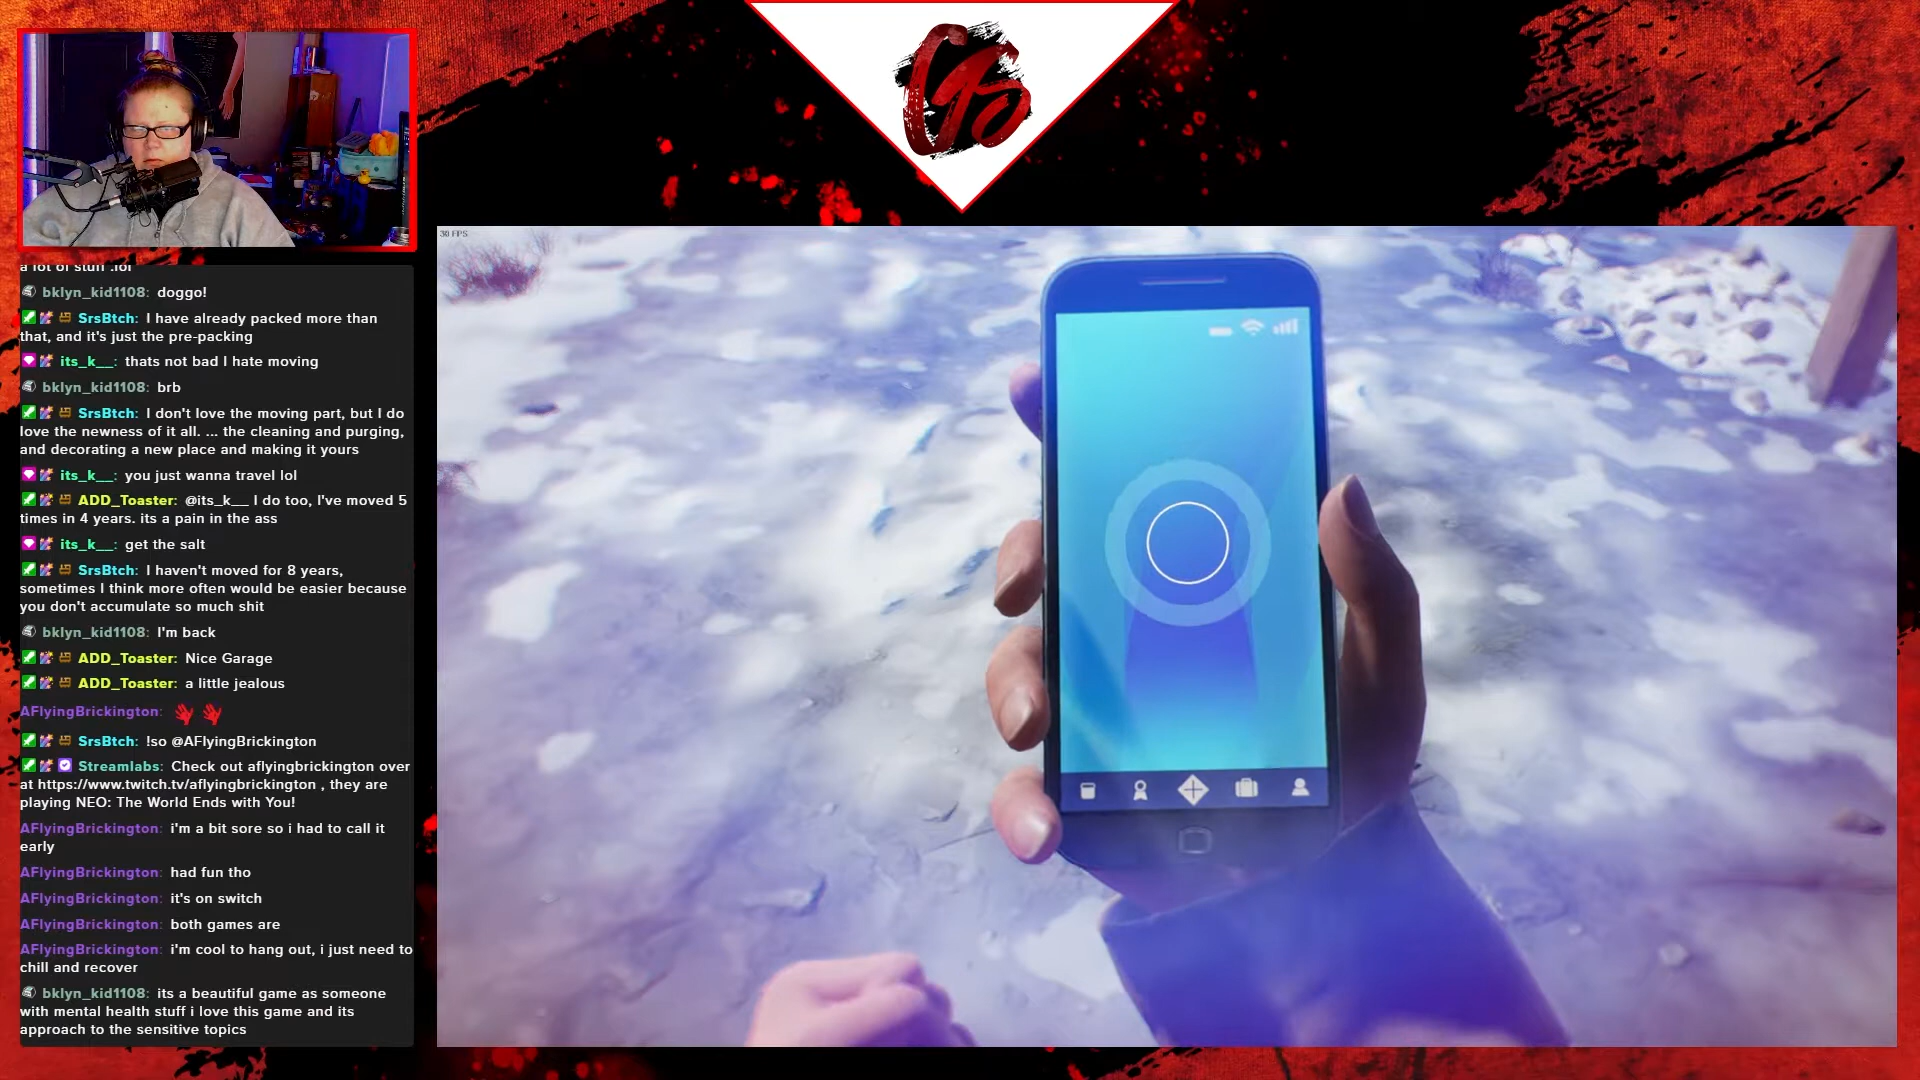 30 FPS
a lot of stuff .lol
bklyn_kid1108: doggo!
SrsBtch: I have already packed more than
that, and it's just the pre-packing
its_k__: thats not bad I hate moving
bklyn_kid1108: brb
SrsBtch: I don't love the moving part, but I do
love the newness of it all. ... the cleaning and purging,
and decorating a new place and making it yours
its_k__: you just wanna travel lol
ADD_Toaster: @its_k__ I do too, I've moved 5
times in 4 years. its a pain in the ass
its_k__: get the salt
SrsBtch: I haven't moved for 8 years,
sometimes I think more often would be easier because
you don't accumulate so much shit
bklyn_kid1108: I'm back
ADD_Toaster: Nice Garage
ADD_Toaster: a little jealous
AFlyingBrickington:
SrsBtch: !so @AFlyingBrickington
Streamlabs: Check out aflyingbrickington over
at https://www.twitch.tv/aflyingbrickington , they are
playing NEO: The World Ends with You!
AFlyingBrickington: i'm a bit sore so i had to call it
early
AFlyingBrickington: had fun tho
AFlyingBrickington: it's on switch
AFlyingBrickington: both games are
AFlyingBrickington: i'm cool to hang out, i just need to
chill and recover
bklyn_kid1108: its a beautiful game as someone
with mental health stuff i love this game and its
approach to the sensitive topics